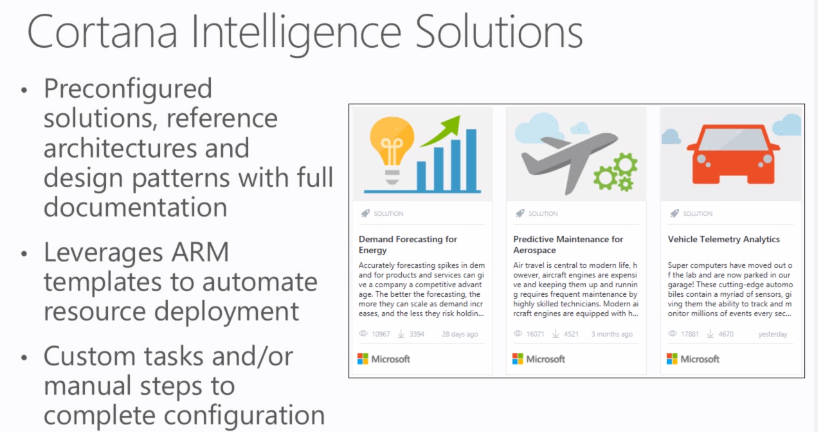 Cortana Intelligence Solutions
• Preconfigured
solutions, reference
architectures and
design patterns with full
documentation
• Leverages ARM
templates to automate
resource deployment
• Custom tasks and/or
manual steps to
complete configuration
SOLUTION
Demand Forecasting for
Energy
Accurately forecasting spikes in dem
and for products and services can gi
ve a company a competitive advant
age. The better the forecasting, the
more they can scale as demand incr
eases, and the less they risk holdin...
10967 3394 28 days ago
Microsoft
SOLUTION
Predictive Maintenance for
Aerospace
Air travel is central to modern life, h
owever, aircraft engines are expensi
ve and keeping them up and runnin
g requires frequent maintenance by
highly skilled technicians. Modern ai
rcraft engines are equipped with h...
16071 4521 3 months ago
Microsoft
SOLUTION
Vehicle Telemetry Analytics
Super computers have moved out o
f the lab and are now parked in our
garage! These cutting-edge automo
biles contain a myriad of sensors, gi
ving them the ability to track and m
onitor millions of events every sec...
17881 4670 yesterday
Microsoft